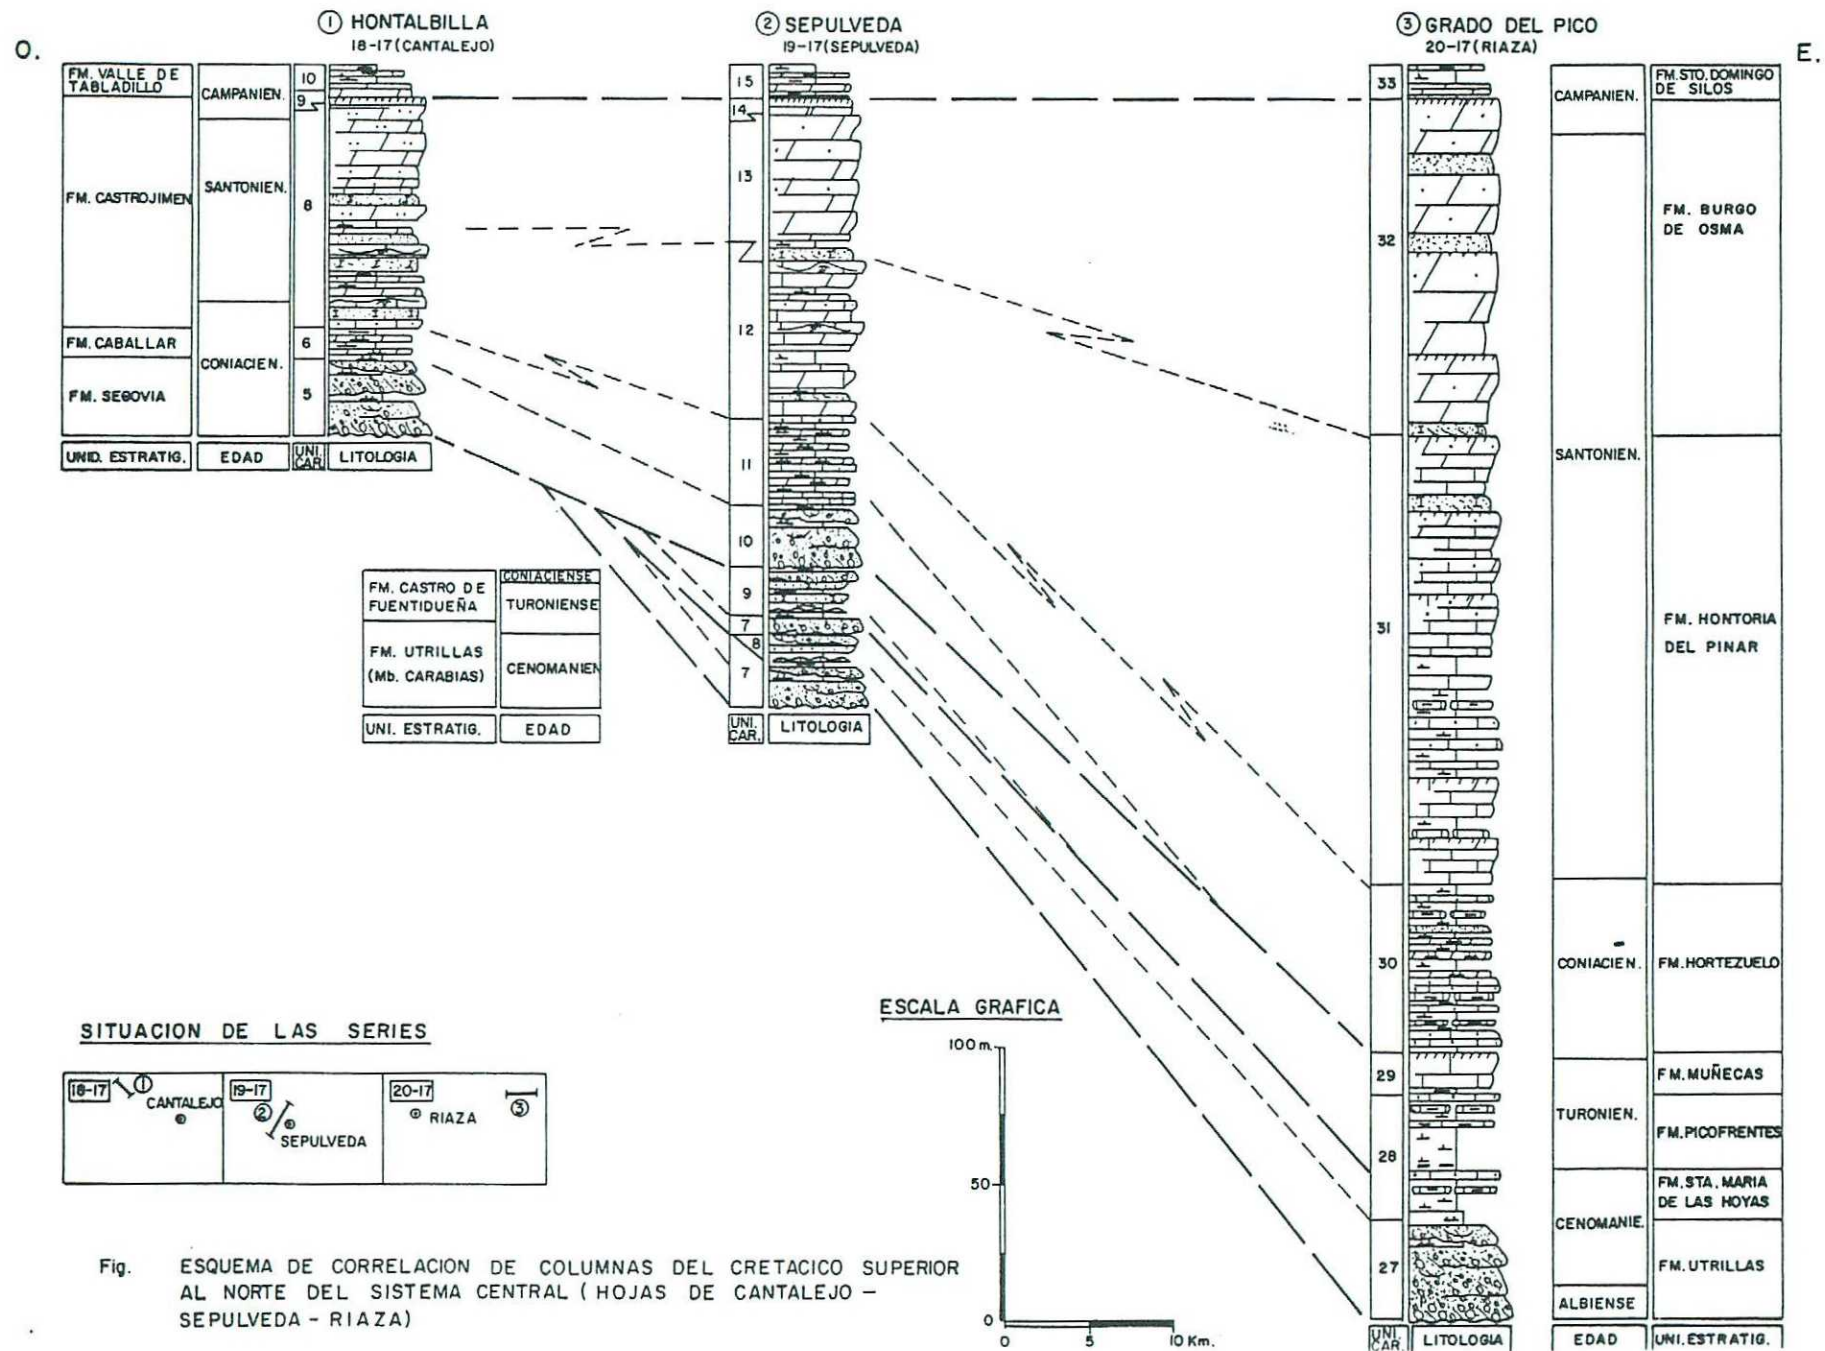 ① HONTALBILLA
18-17(CANTALEJO)
② SEPULVEDA
19-17(SEPULVEDA)
③ GRADO DEL PICO
20-17(RIAZA)
O.
E.
FM. VALLE DE
TABLADILLO
FM. CASTROJIMEN
FM. CABALLAR
FM. SEGOVIA
UNID. ESTRATIG.
CAMPANIEN.
SANTONIEN.
CONIACIEN.
EDAD
10
9
8
6
5
UNI.
CAR.
LITOLOGIA
FM. CASTRO DE
FUENTIDUEÑA
FM. UTRILLAS
(Mb. CARABIAS)
UNI. ESTRATIG.
CONIACIENSE
TURONIENSE
CENOMANIEN
EDAD
15
14
13
12
11
10
9
7
8
7
UNI.
CAR.
LITOLOGIA
33
32
31
30
29
28
27
UNI.
CAR.
LITOLOGIA
CAMPANIEN.
SANTONIEN.
CONIACIEN.
TURONIEN.
CENOMANIE.
ALBIENSE
EDAD
FM. STO. DOMINGO
DE SILOS
FM. BURGO
DE OSMA
FM. HONTORIA
DEL PINAR
FM. HORTEZUELO
FM. MUÑECAS
FM. PICOFRENTES
FM. STA. MARIA
DE LAS HOYAS
FM. UTRILLAS
UNI. ESTRATIG.
SITUACION DE LAS SERIES
18-17
①
CANTALEJO
19-17
②
SEPULVEDA
20-17
RIAZA
③
ESCALA GRAFICA
100 m.
50
0
0 5 10 Km.
Fig. ESQUEMA DE CORRELACION DE COLUMNAS DEL CRETACICO SUPERIOR
AL NORTE DEL SISTEMA CENTRAL (HOJAS DE CANTALEJO –
SEPULVEDA - RIAZA)